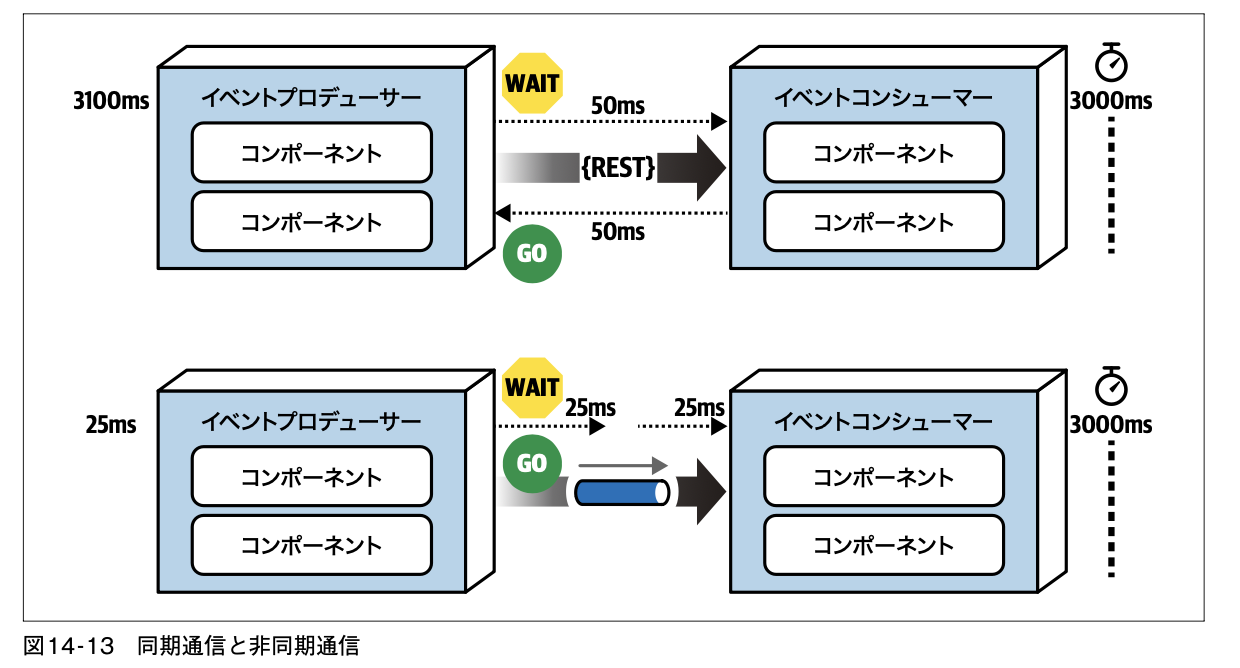 3100ms
イベントプロデューサー
コンポーネント
コンポーネント
WAIT
50ms
{REST}
50ms
GO
イベントコンシューマー
コンポーネント
コンポーネント
3000ms
25ms
イベントプロデューサー
コンポーネント
コンポーネント
WAIT
25ms
25ms
GO
イベントコンシューマー
コンポーネント
コンポーネント
3000ms
図14-13　同期通信と非同期通信